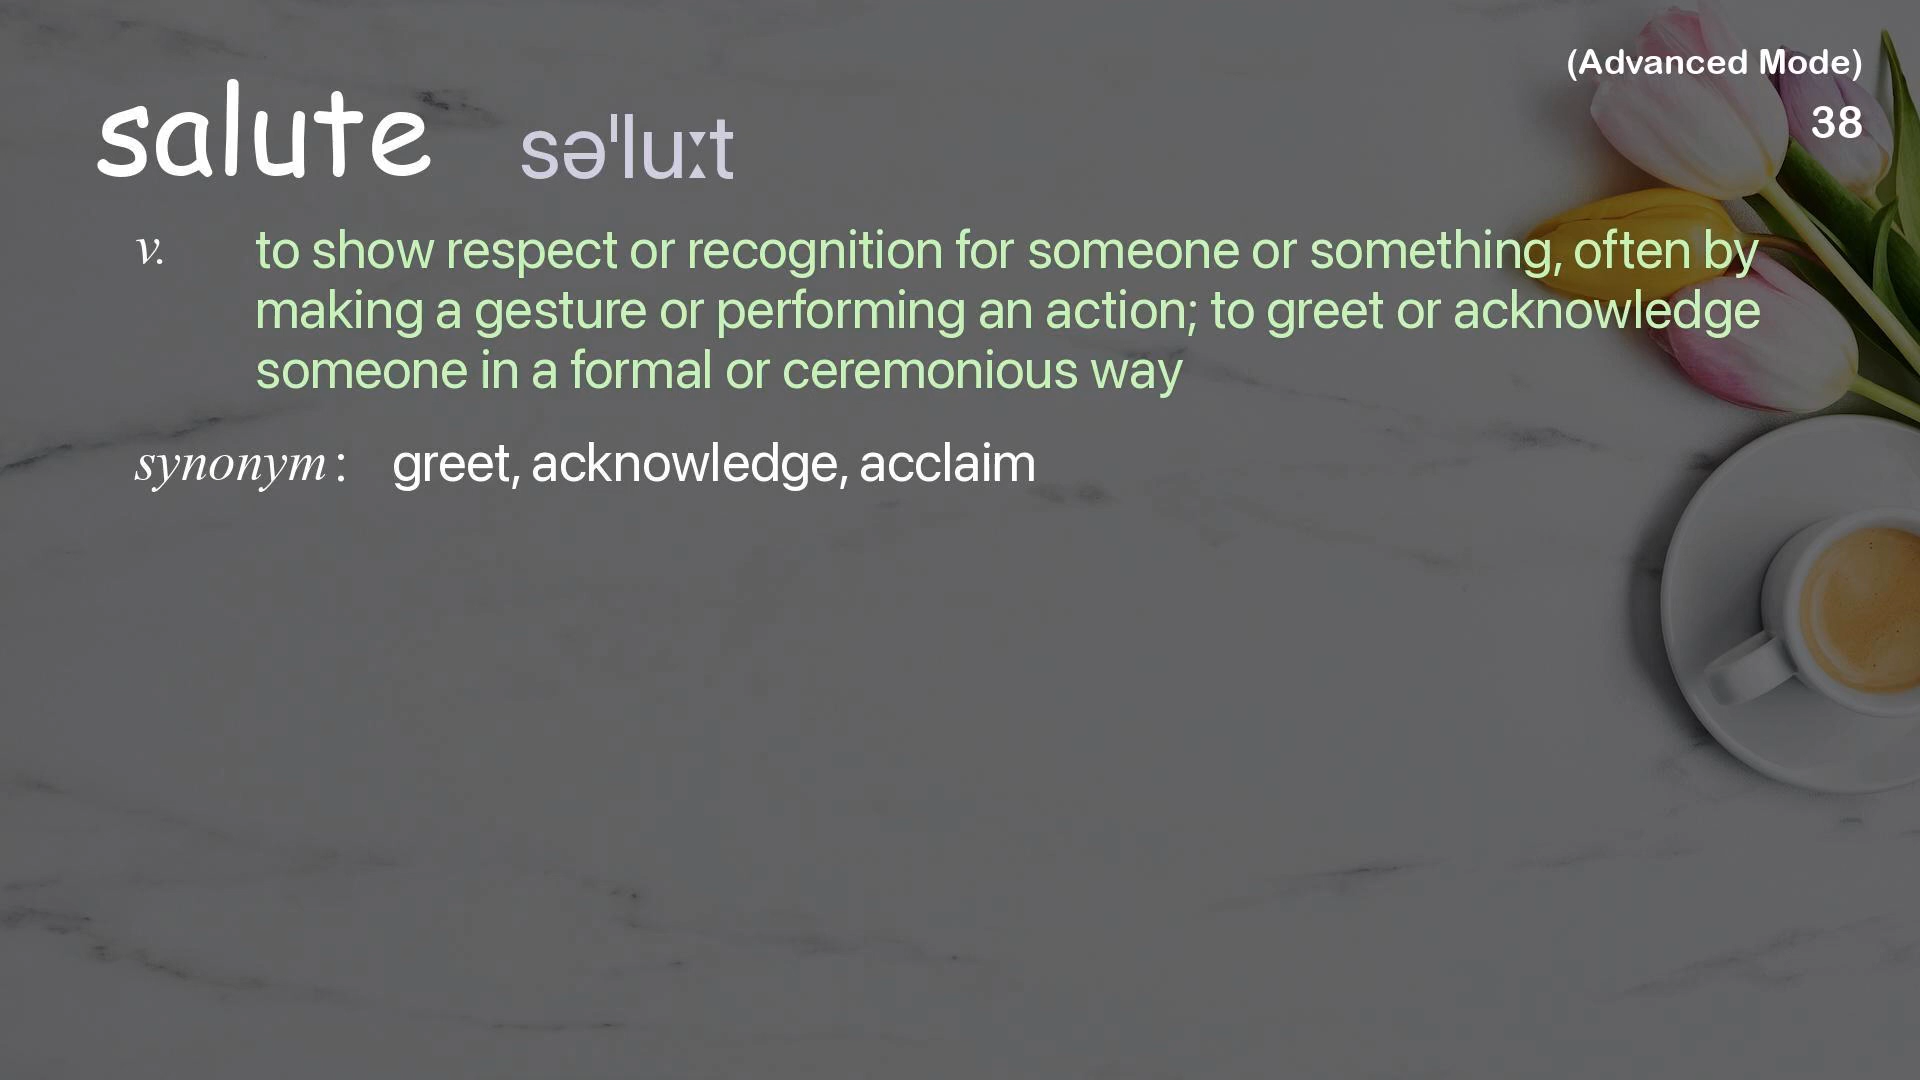 (Advanced Mode)
38
salute səˈluːt
v. to show respect or recognition for someone or something, often by
making a gesture or performing an action; to greet or acknowledge
someone in a formal or ceremonious way
synonym : greet, acknowledge, acclaim